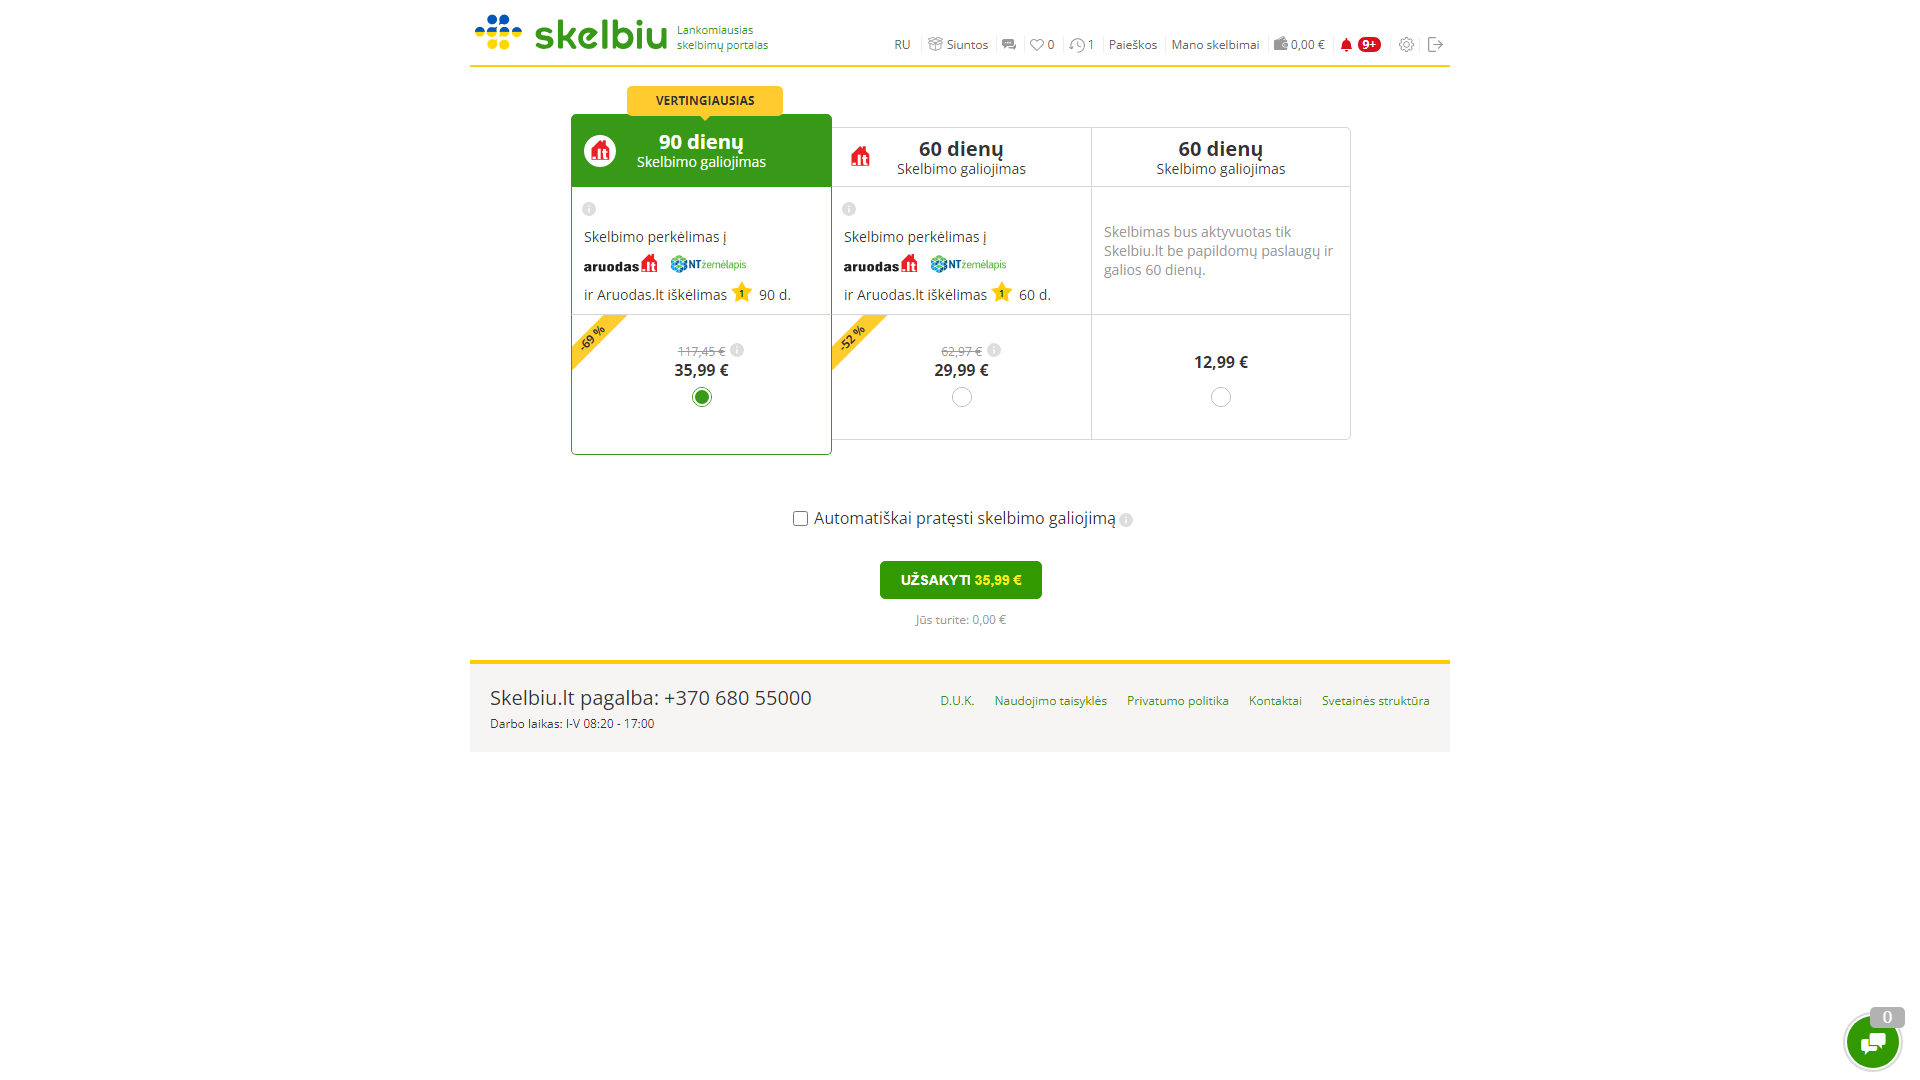 skelbiu
Lankomiausias
skelbimų portalas
RU
Siuntos
0
1
Paieškos
Mano skelbimai
0,00 €
9+
VERTINGIAUSIAS
.lt
90 dienų
Skelbimo galiojimas
.lt
60 dienų
Skelbimo galiojimas
60 dienų
Skelbimo galiojimas
Skelbimo perkėlimas į
aruodas.lt NTžemėlapis
ir Aruodas.lt iškėlimas 1 90 d.
Skelbimo perkėlimas į
aruodas.lt NTžemėlapis
ir Aruodas.lt iškėlimas 1 60 d.
Skelbimas bus aktyvuotas tik
Skelbiu.lt be papildomų paslaugų ir
galios 60 dienų.
-69 %
117,45 €
35,99 €
-52 %
62,97 €
29,99 €
12,99 €
Automatiškai pratęsti skelbimo galiojimą
UŽSAKYTI 35,99 €
Jūs turite: 0,00 €
Skelbiu.lt pagalba: +370 680 55000
Darbo laikas: I-V 08:20 - 17:00
D.U.K.
Naudojimo taisyklės
Privatumo politika
Kontaktai
Svetainės struktūra
0